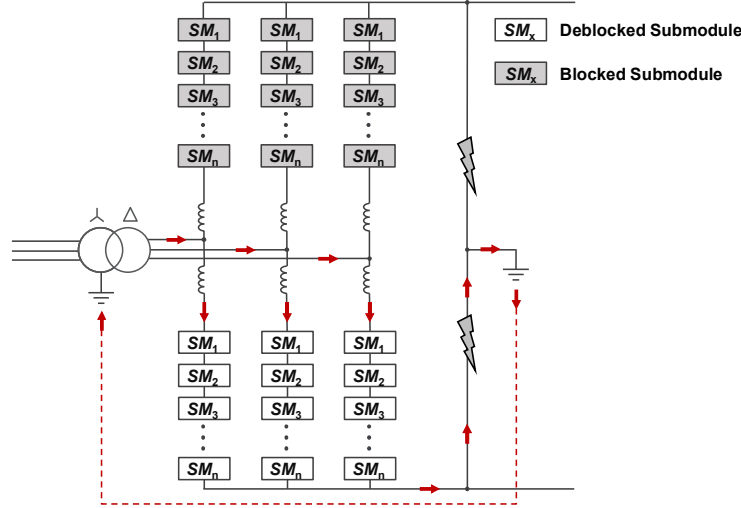 SM₁ SM₁ SM₁
SMₓ Deblocked Submodule
SM₂ SM₂ SM₂
SMₓ Blocked Submodule
SM₃ SM₃ SM₃
SMₙ SMₙ SMₙ
SM₁ SM₁ SM₁
SM₂ SM₂ SM₂
SM₃ SM₃ SM₃
SMₙ SMₙ SMₙ